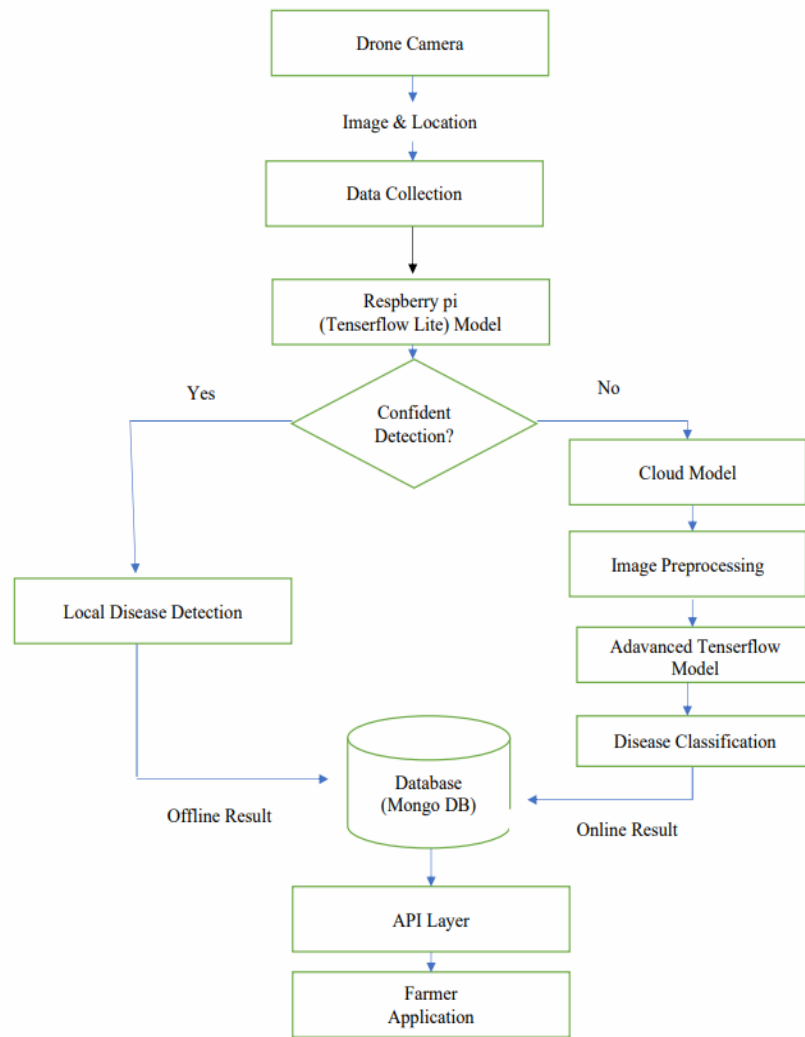 Drone Camera
Image & Location
Data Collection
Respberry pi
(Tenserflow Lite) Model
Yes
No
Confident
Detection?
Cloud Model
Image Preprocessing
Local Disease Detection
Adavanced Tenserflow
Model
Disease Classification
Database
(Mongo DB)
Offline Result
Online Result
API Layer
Farmer
Application